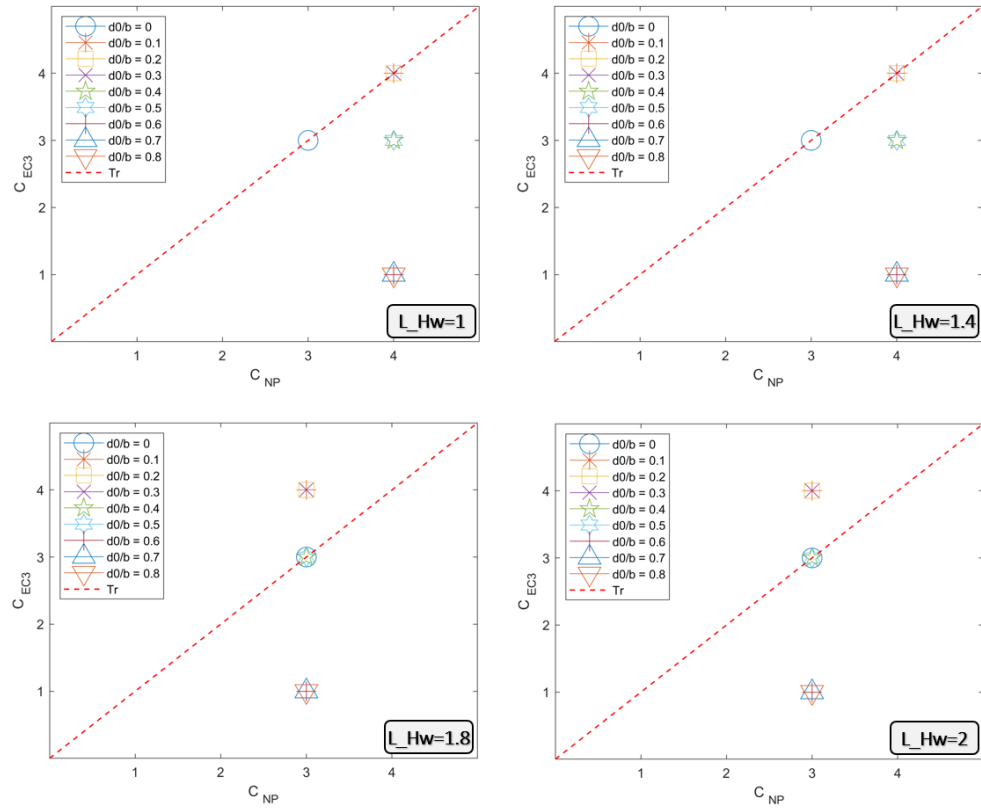 d0/b = 0
d0/b = 0.1
d0/b = 0.2
d0/b = 0.3
d0/b = 0.4
d0/b = 0.5
d0/b = 0.6
d0/b = 0.7
d0/b = 0.8
Tr
4
3
2
1
C EC3
1
2
3
4
C NP
L_Hw=1
d0/b = 0
d0/b = 0.1
d0/b = 0.2
d0/b = 0.3
d0/b = 0.4
d0/b = 0.5
d0/b = 0.6
d0/b = 0.7
d0/b = 0.8
Tr
4
3
2
1
C EC3
1
2
3
4
C NP
L_Hw=1.4
d0/b = 0
d0/b = 0.1
d0/b = 0.2
d0/b = 0.3
d0/b = 0.4
d0/b = 0.5
d0/b = 0.6
d0/b = 0.7
d0/b = 0.8
Tr
4
3
2
1
C EC3
1
2
3
4
C NP
L_Hw=1.8
d0/b = 0
d0/b = 0.1
d0/b = 0.2
d0/b = 0.3
d0/b = 0.4
d0/b = 0.5
d0/b = 0.6
d0/b = 0.7
d0/b = 0.8
Tr
4
3
2
1
C EC3
1
2
3
4
C NP
L_Hw=2